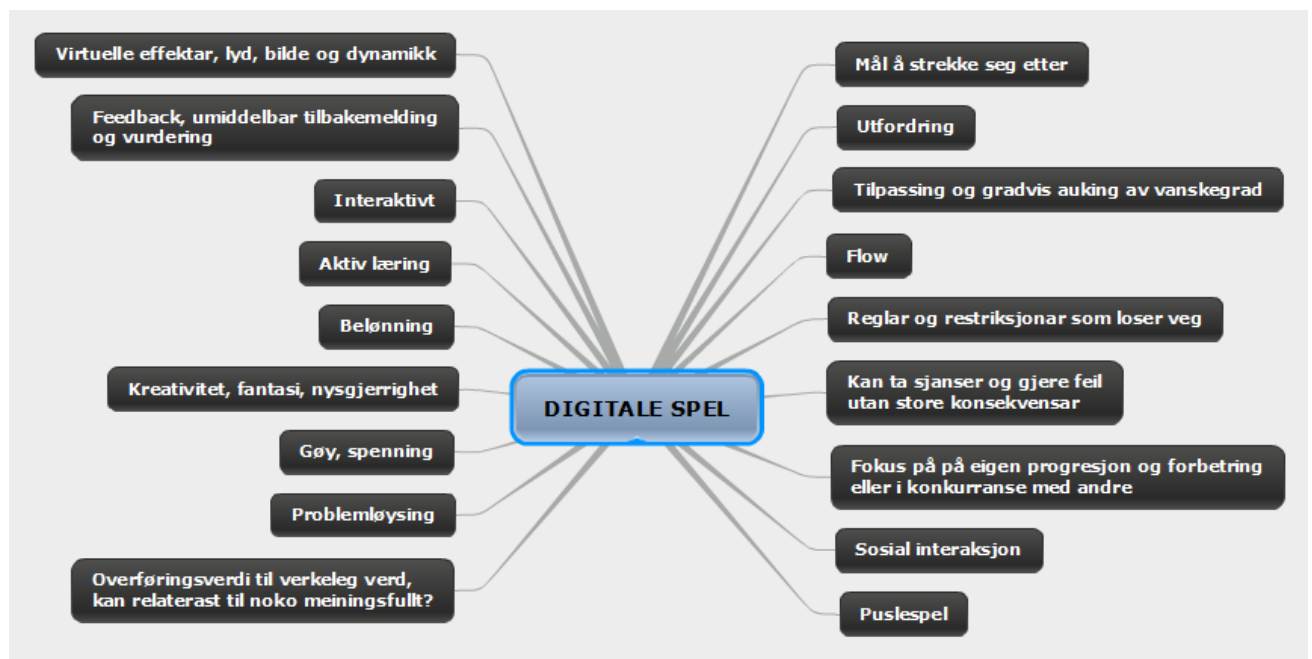 Virtuelle effektar, lyd, bilde og dynamikk
Feedback, umiddelbar tilbakemelding
og vurdering
Interaktivt
Aktiv læring
Belønning
Kreativitet, fantasi, nysgjerrighet
Gøy, spenning
Problemløysing
Overføringsverdi til verkeleg verd,
kan relaterast til noko meiningsfullt?
DIGITALE SPEL
Mål å strekke seg etter
Utfordring
Tilpassing og gradvis auking av vanskegrad
Flow
Reglar og restriksjonar som loser veg
Kan ta sjanser og gjere feil
utan store konsekvensar
Fokus på på eigen progresjon og forbetring
eller i konkurranse med andre
Sosial interaksjon
Puslespel